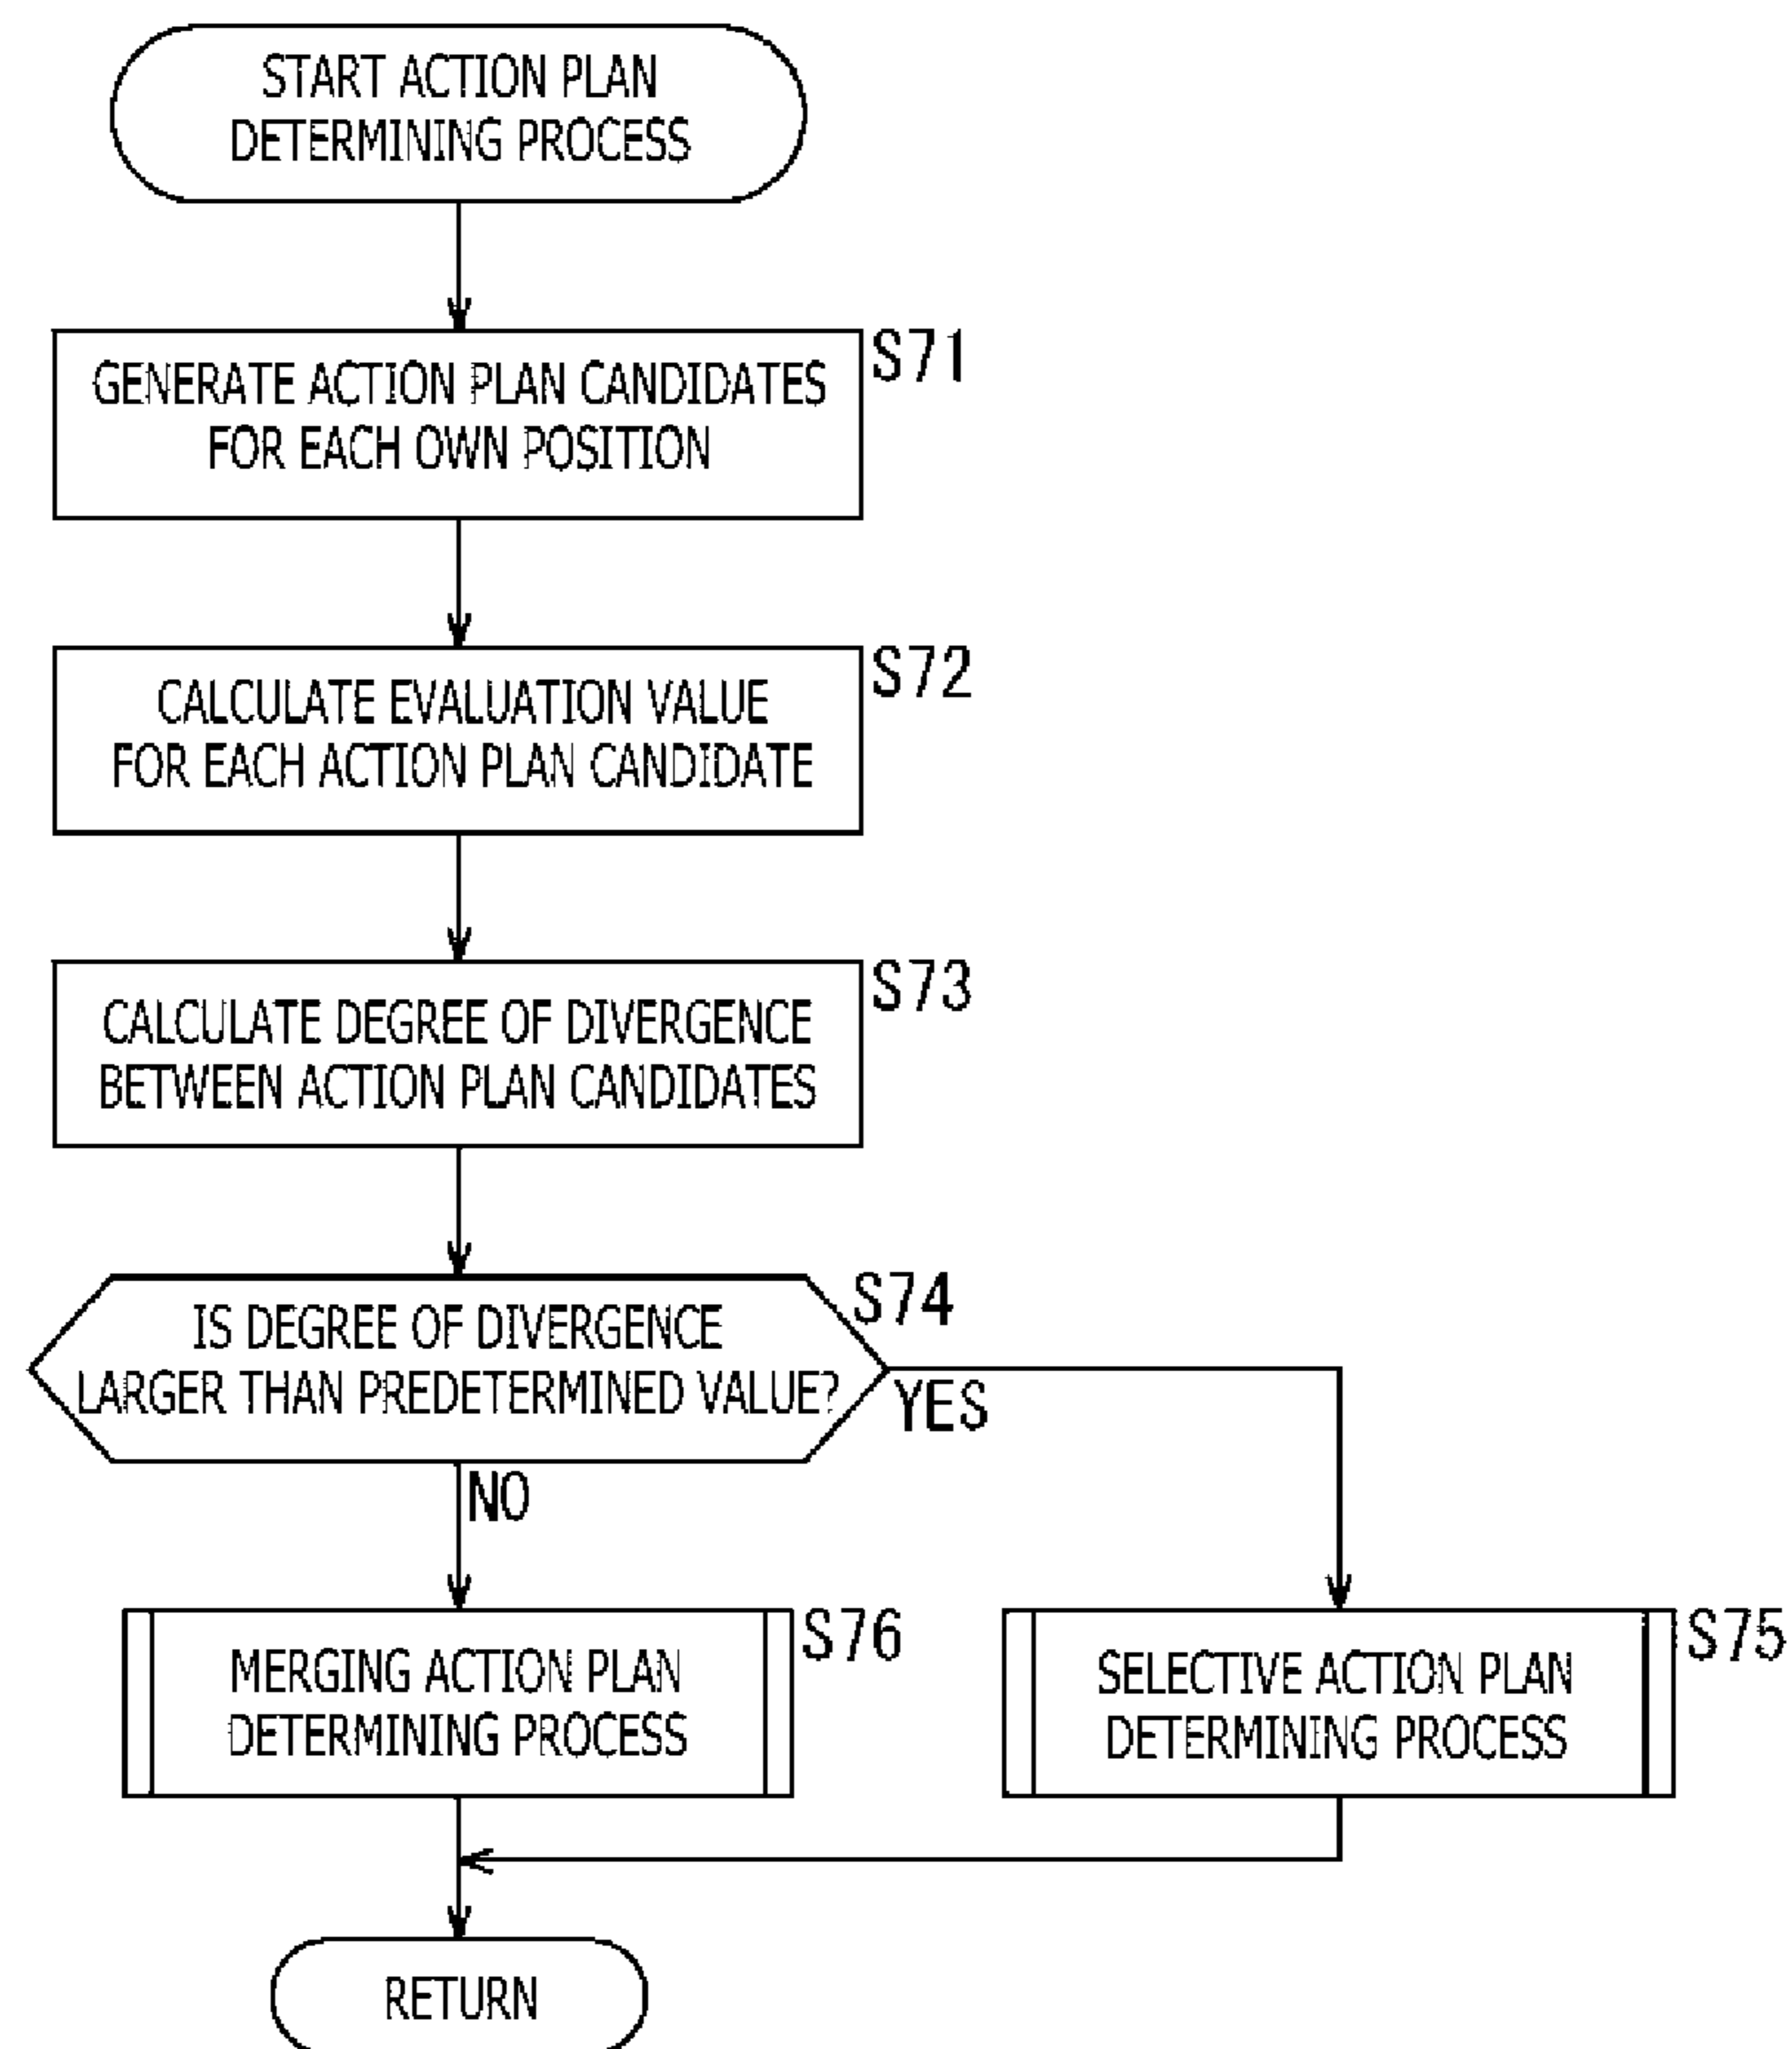 START ACTION PLAN
DETERMINING PROCESS
S71
GENERATE ACTION PLAN CANDIDATES
FOR EACH OWN POSITION
S72
CALCULATE EVALUATION VALUE
FOR EACH ACTION PLAN CANDIDATE
S73
CALCULATE DEGREE OF DIVERGENCE
BETWEEN ACTION PLAN CANDIDATES
S74
IS DEGREE OF DIVERGENCE
LARGER THAN PREDETERMINED VALUE?
YES
NO
S76
MERGING ACTION PLAN
DETERMINING PROCESS
S75
SELECTIVE ACTION PLAN
DETERMINING PROCESS
RETURN